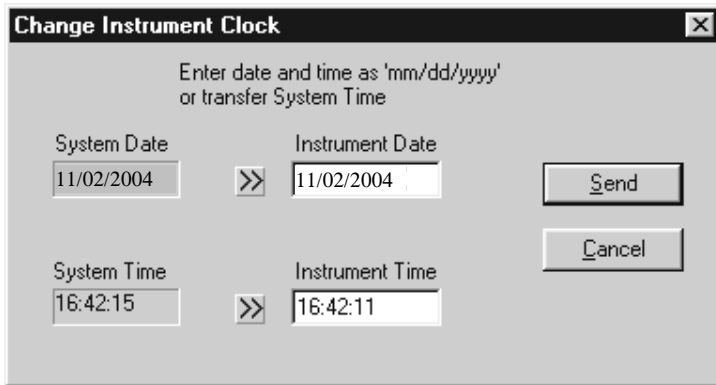 Change Instrument Clock
Enter date and time as 'mm/dd/yyyy'
or transfer System Time
System Date
Instrument Date
11/02/2004
>>
11/02/2004
Send
Cancel
System Time
Instrument Time
16:42:15
>>
16:42:11